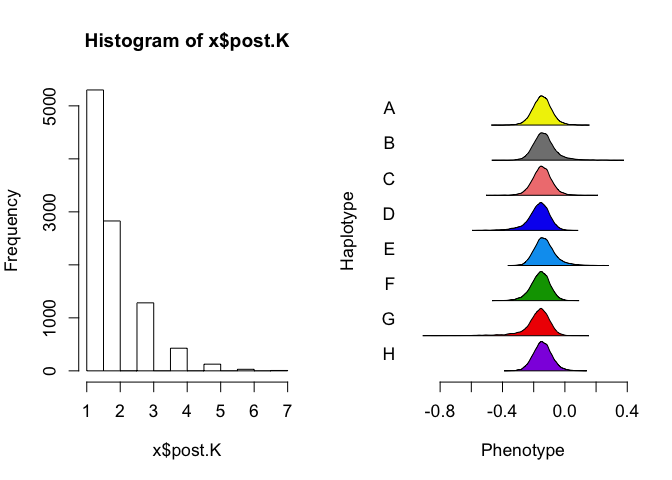 Histogram of x$post.K
Frequency
0
1000
3000
5000
1 2 3 4 5 6 7
x$post.K
Haplotype
A
B
C
D
E
F
G
H
-0.8 -0.4 0.0 0.4
Phenotype